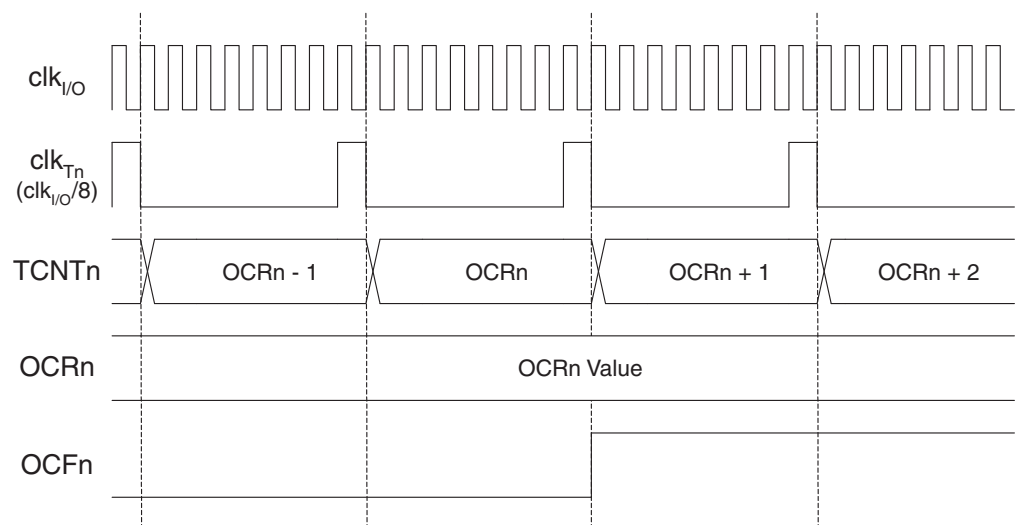 clkI/O
clkTn
(clkI/O/8)
TCNTn
OCRn - 1
OCRn
OCRn + 1
OCRn + 2
OCRn
OCRn Value
OCFn